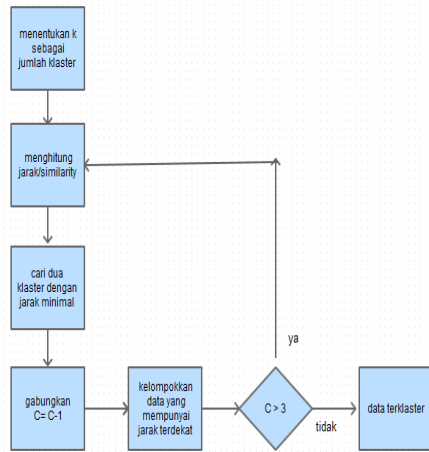 menentukan k
sebagai
jumlah klaster
menghitung
jarak/similarity
cari dua
klaster dengan
jarak minimal
gabungkan
C= C-1
kelompokkan
data yang
mempunyai
jarak terdekat
C > 3
ya
tidak
data terklaster